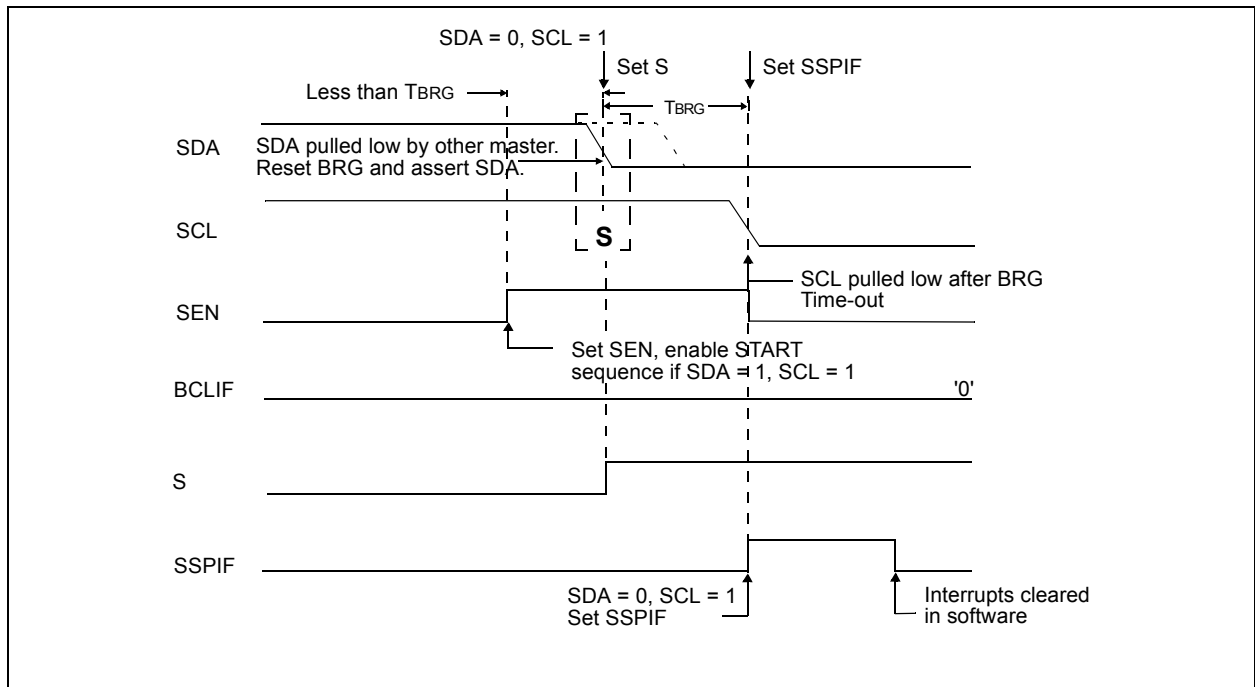 SDA = 0, SCL = 1
Set S
Set SSPIF
Less than TBRG
TBRG
SDA
SDA pulled low by other master.
Reset BRG and assert SDA.
SCL
S
SCL pulled low after BRG
Time-out
SEN
Set SEN, enable START
sequence if SDA = 1, SCL = 1
BCLIF
'0'
S
SSPIF
SDA = 0, SCL = 1
Set SSPIF
Interrupts cleared
in software